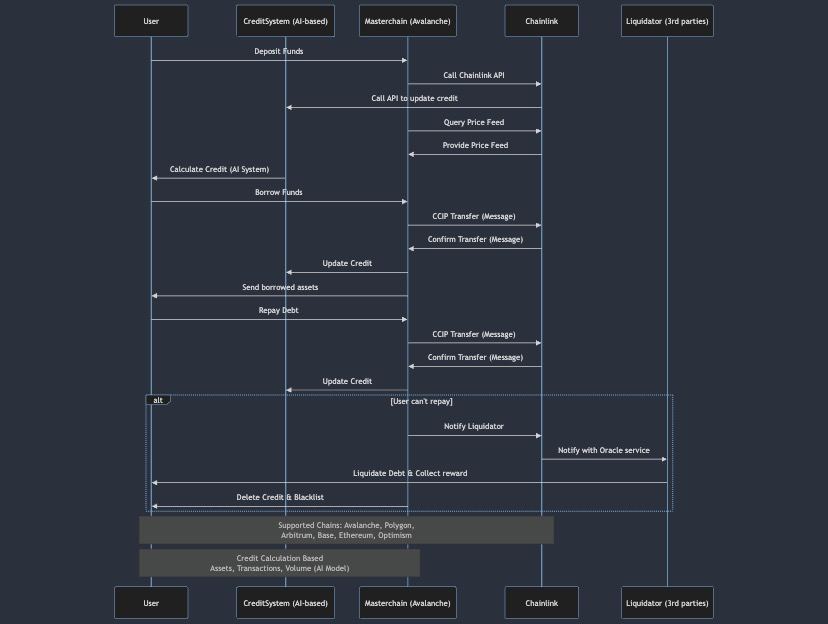 User
CreditSystem (AI-based)
Masterchain (Avalanche)
Chainlink
Liquidator (3rd parties)
Deposit Funds
Call Chainlink API
Call API to update credit
Query Price Feed
Provide Price Feed
Calculate Credit (AI System)
Borrow Funds
CCIP Transfer (Message)
Confirm Transfer (Message)
Update Credit
Send borrowed assets
Repay Debt
CCIP Transfer (Message)
Confirm Transfer (Message)
Update Credit
alt
[User can't repay]
Notify Liquidator
Notify with Oracle service
Liquidate Debt & Collect reward
Delete Credit & Blacklist
Supported Chains: Avalanche, Polygon,
Arbitrum, Base, Ethereum, Optimism
Credit Calculation Based
Assets, Transactions, Volume (AI Model)
User
CreditSystem (AI-based)
Masterchain (Avalanche)
Chainlink
Liquidator (3rd parties)